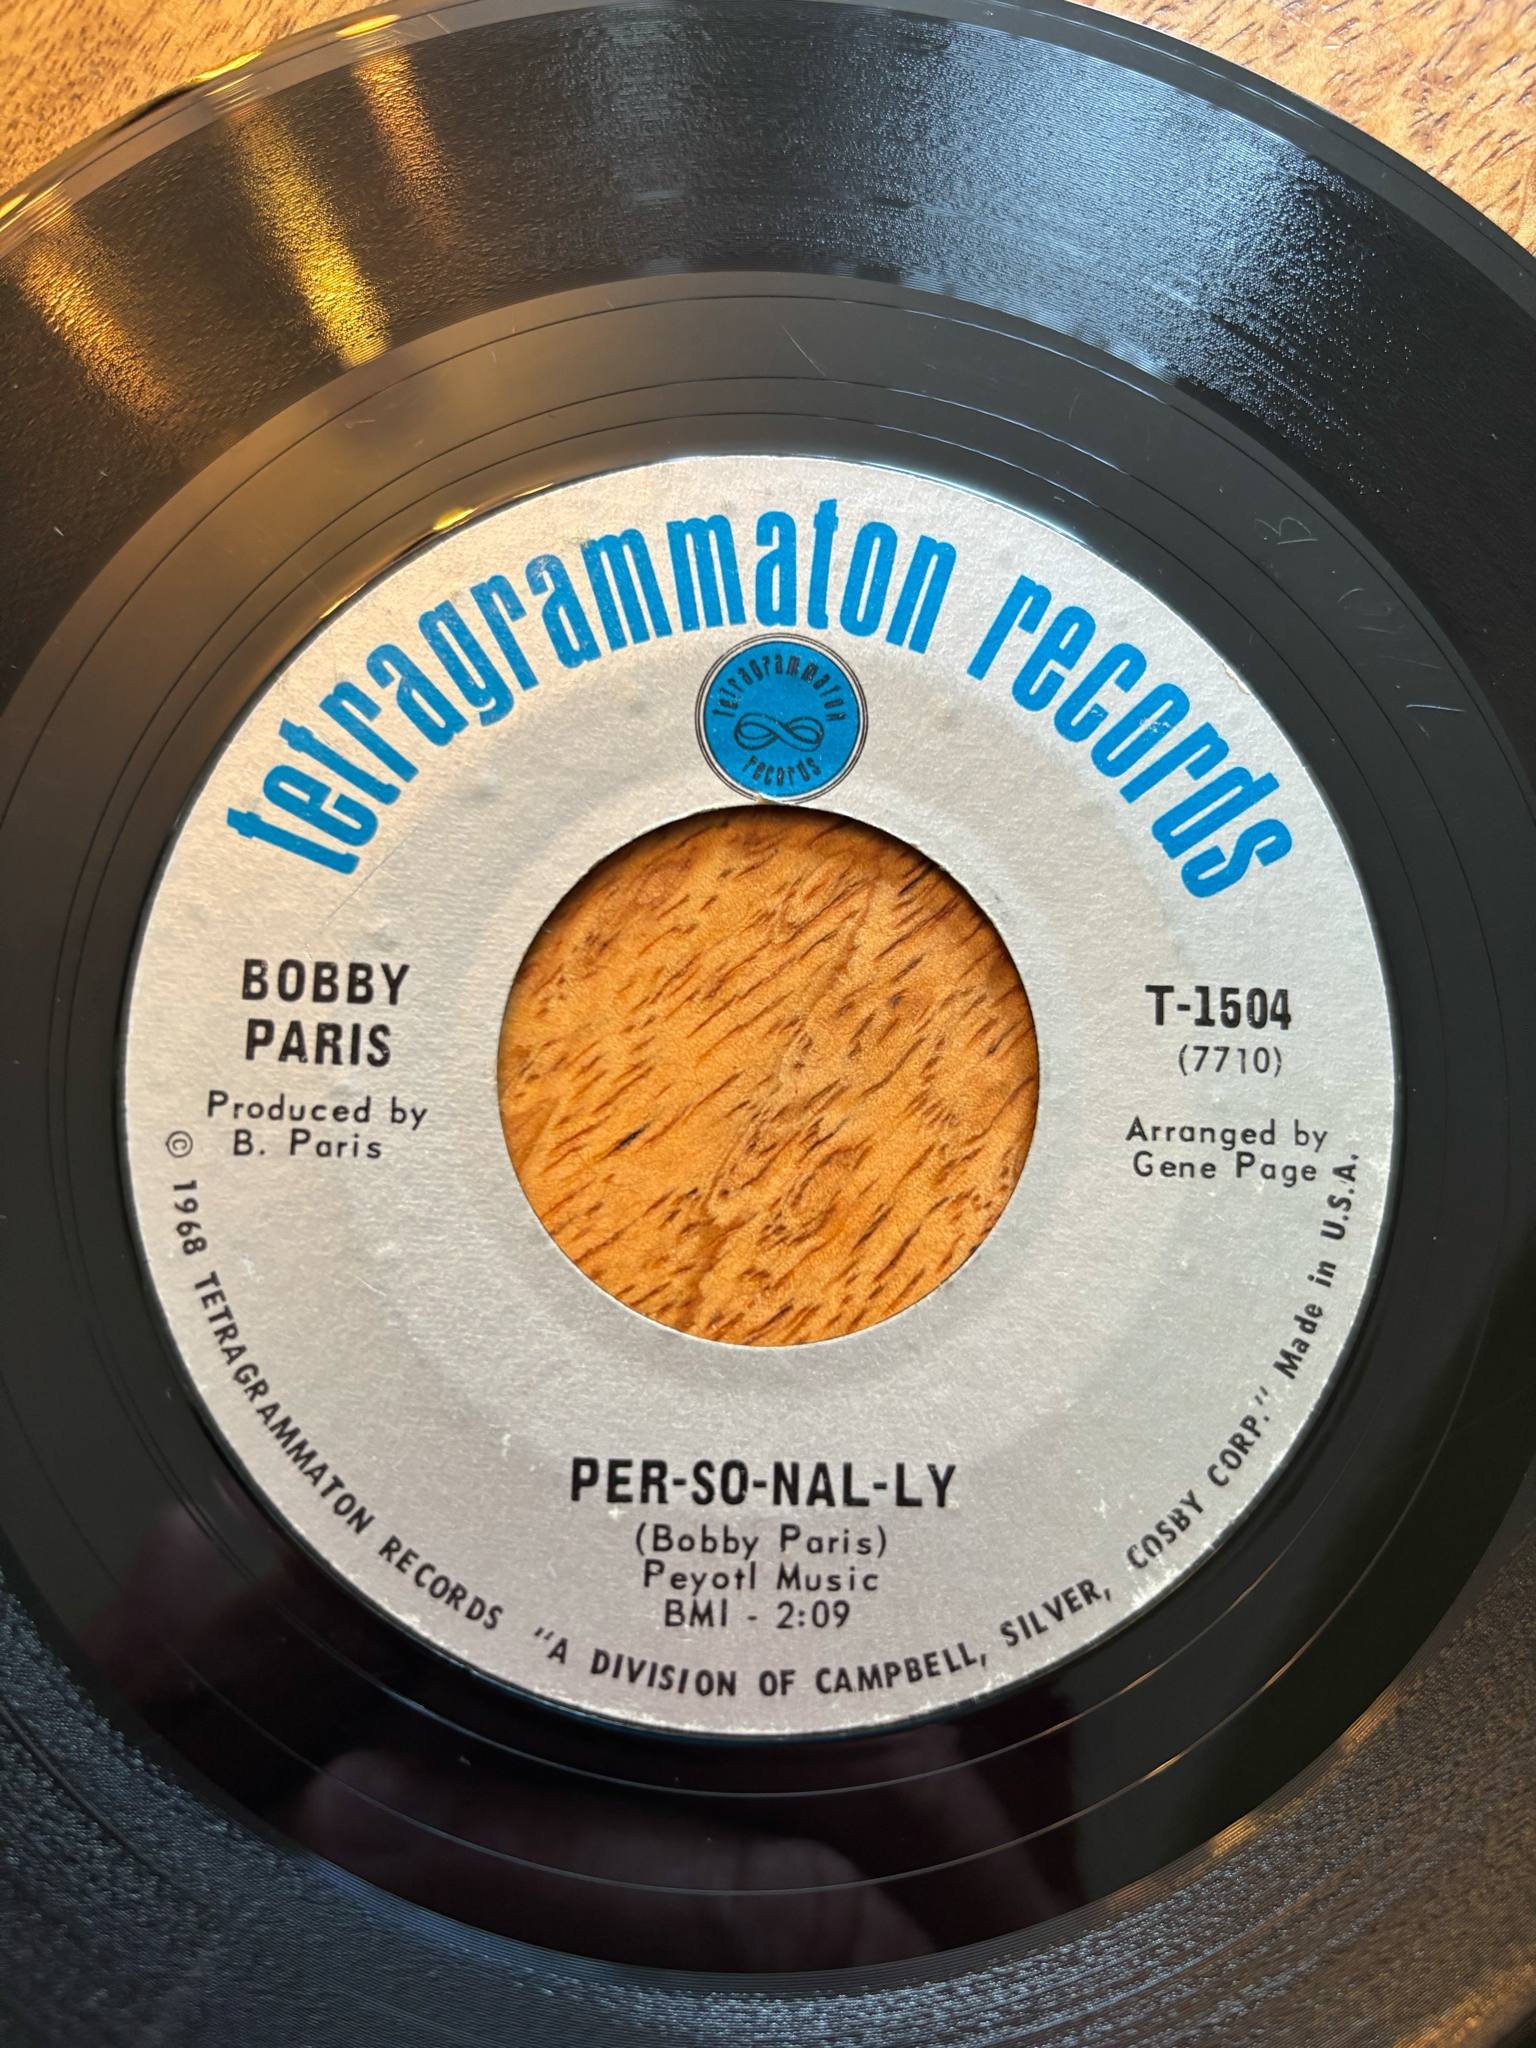 tetragrammaton records
tetragrammaton
records
BOBBY
PARIS
Produced by
B. Paris
T-1504
(7710)
Arranged by
Gene Page
PER-SO-NAL-LY
(Bobby Paris)
Peyotl Music
BMI - 2:09
© 1968 TETRAGRAMMATON RECORDS "A DIVISION OF CAMPBELL, SILVER, COSBY CORP." Made in U.S.A.